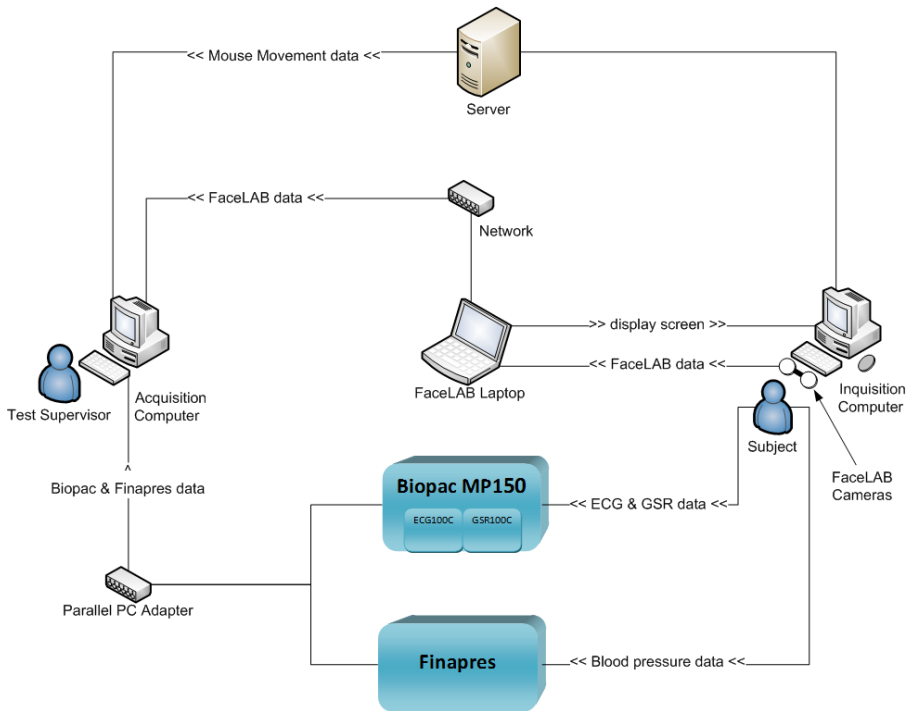 << Mouse Movement data <<
Server
<< FaceLAB data <<
Network
>> display screen >>
<< FaceLAB data <<
FaceLAB Laptop
Test Supervisor
Acquisition
Computer
Inquisition
Computer
Subject
FaceLAB
Cameras
^
Biopac & Finapres data
Biopac MP150
ECG100C
GSR100C
<< ECG & GSR data <<
Parallel PC Adapter
Finapres
<< Blood pressure data <<